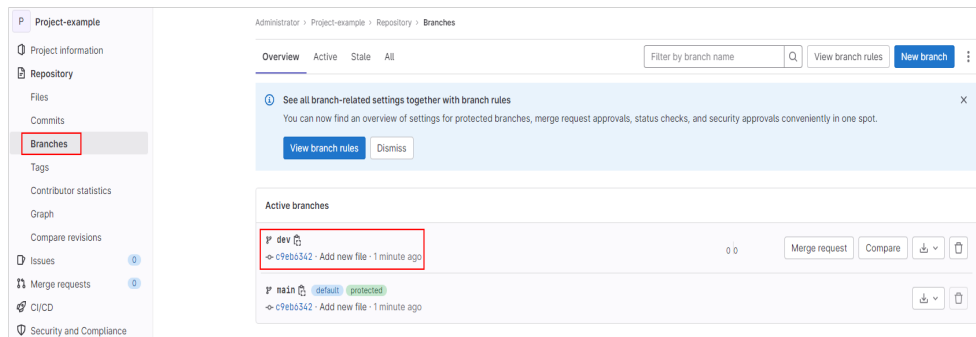 P Project-example
Project information
Repository
Files
Commits
Branches
Tags
Contributor statistics
Graph
Compare revisions
Issues 0
Merge requests 0
CI/CD
Security and Compliance
Administrator > Project-example > Repository > Branches
Overview Active Stale All Filter by branch name View branch rules New branch
See all branch-related settings together with branch rules
You can now find an overview of settings for protected branches, merge request approvals, status checks, and security approvals conveniently in one spot.
View branch rules Dismiss
Active branches
dev
c9eb6342 · Add new file · 1 minute ago
0 0 Merge request Compare
main default protected
c9eb6342 · Add new file · 1 minute ago